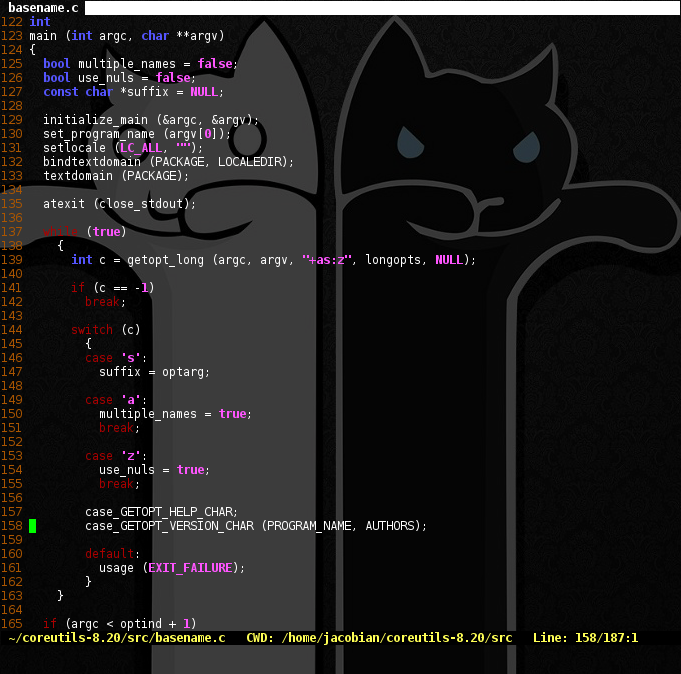 basename.c
122 int
123 main (int argc, char **argv)
124 {
125   bool multiple_names = false;
126   bool use_nuls = false;
127   const char *suffix = NULL;
128
129   initialize_main (&argc, &argv);
130   set_program_name (argv[0]);
131   setlocale (LC_ALL, "");
132   bindtextdomain (PACKAGE, LOCALEDIR);
133   textdomain (PACKAGE);
134
135   atexit (close_stdout);
136
137   while (true)
138     {
139       int c = getopt_long (argc, argv, "+as:z", longopts, NULL);
140
141       if (c == -1)
142         break;
143
144       switch (c)
145         {
146         case 's':
147           suffix = optarg;
148
149         case 'a':
150           multiple_names = true;
151           break;
152
153         case 'z':
154           use_nuls = true;
155           break;
156
157         case_GETOPT_HELP_CHAR;
158         case_GETOPT_VERSION_CHAR (PROGRAM_NAME, AUTHORS);
159
160         default:
161           usage (EXIT_FAILURE);
162         }
163     }
164
165   if (argc < optind + 1)
~/coreutils-8.20/src/basename.c   CWD: /home/jacobian/coreutils-8.20/src   Line: 158/187:1